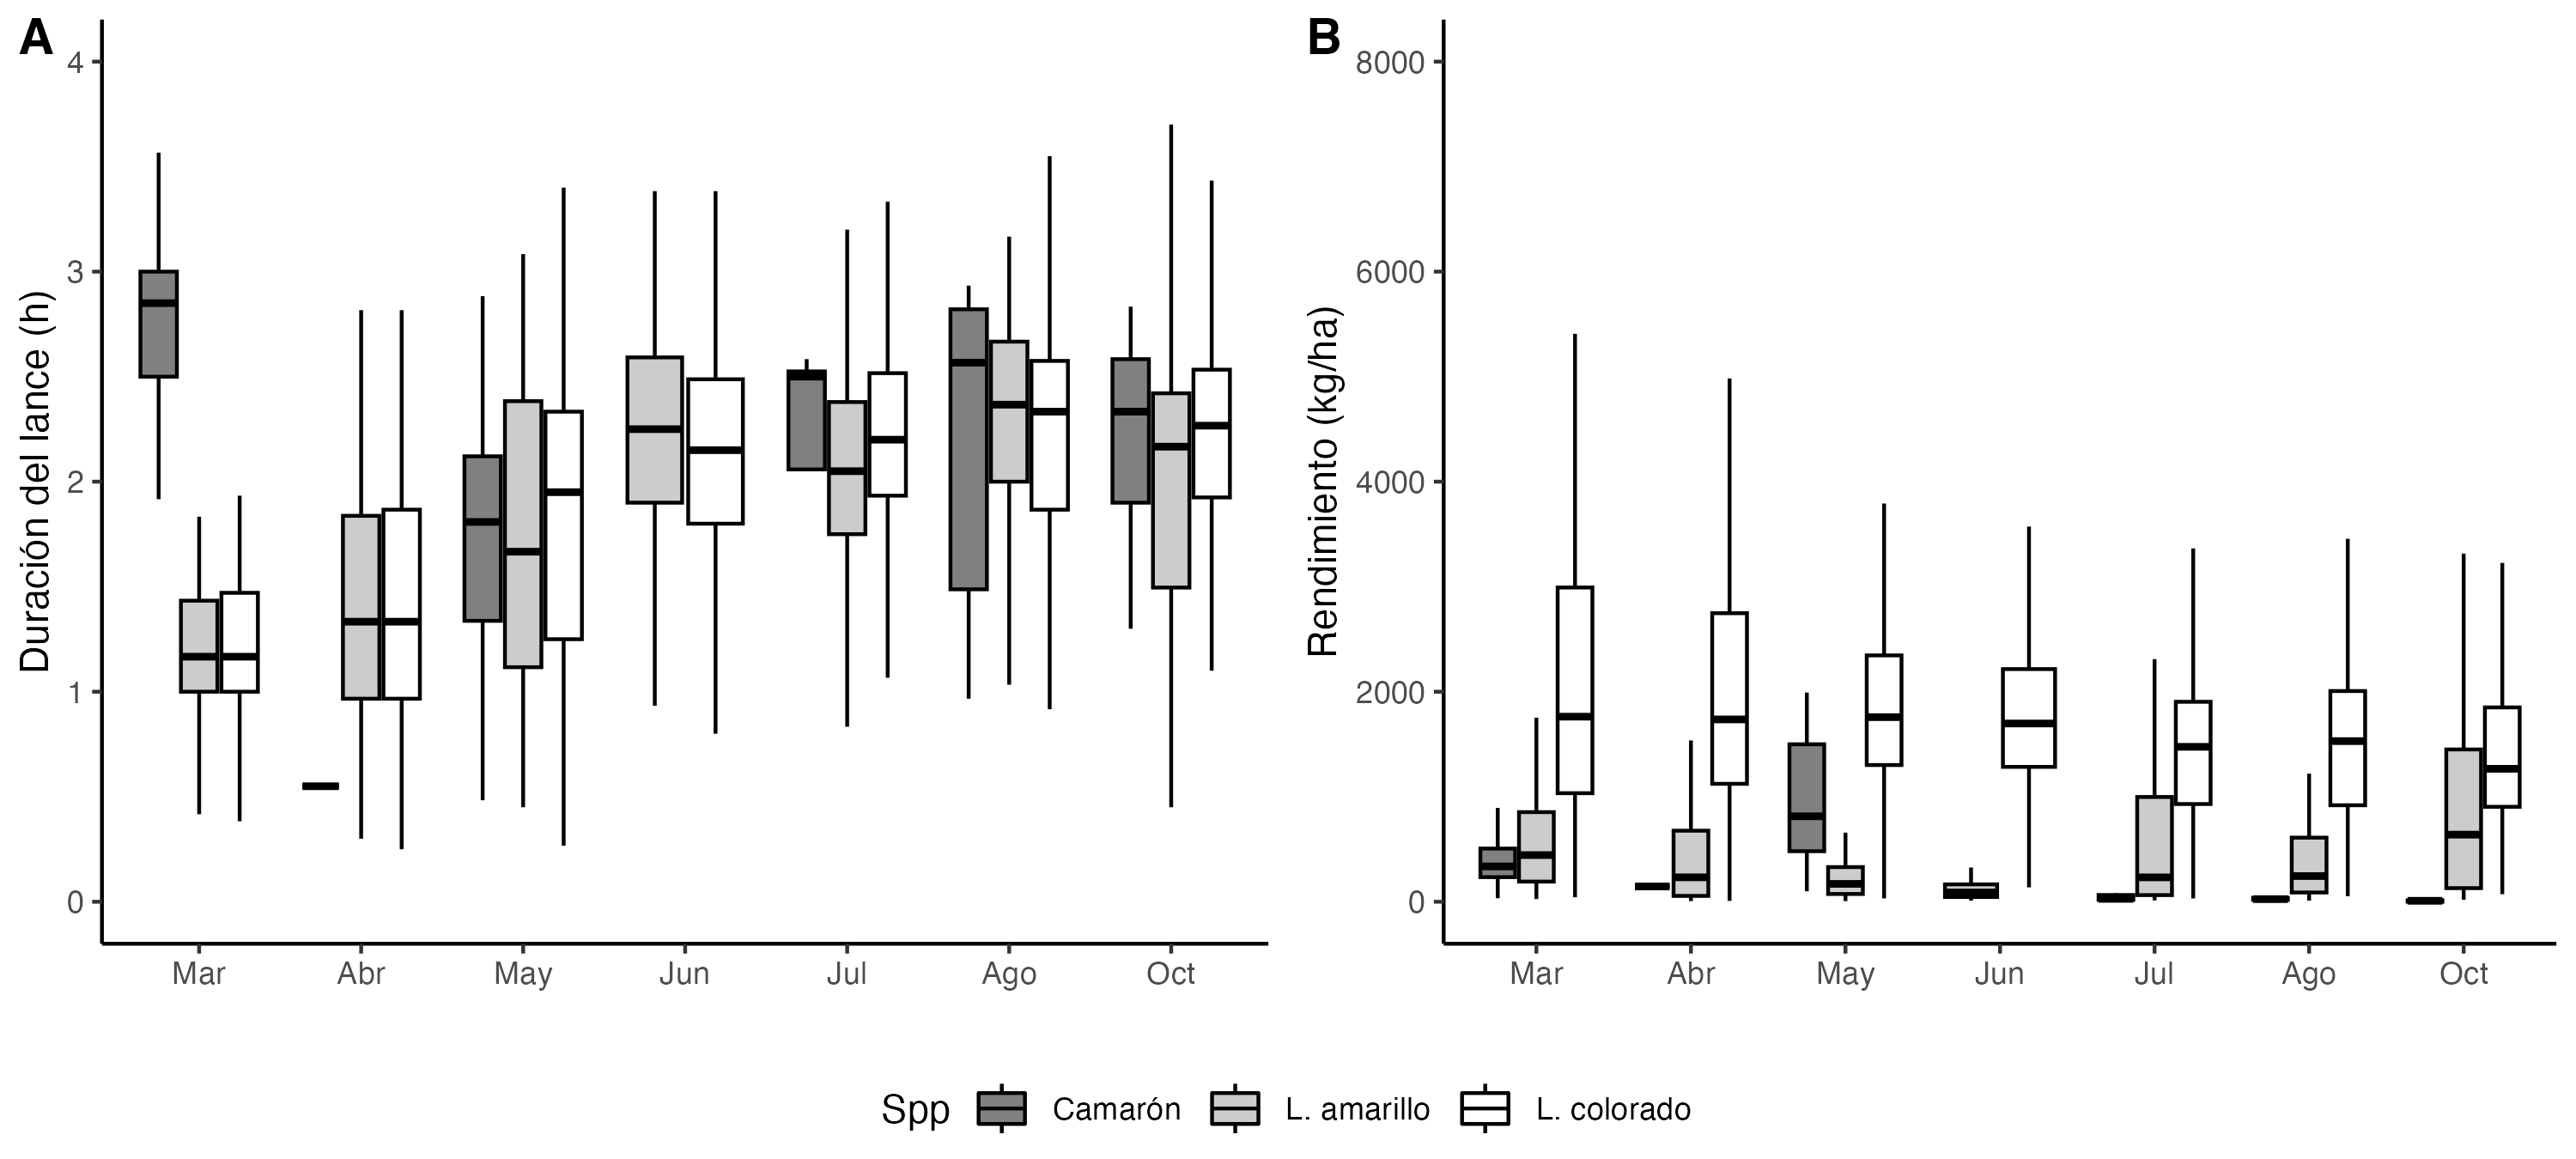 A
Duración del lance (h)
4
3
2
1
0
Mar Abr May Jun Jul Ago Oct
B
Rendimiento (kg/ha)
8000
6000
4000
2000
0
Mar Abr May Jun Jul Ago Oct
Spp Camarón L. amarillo L. colorado